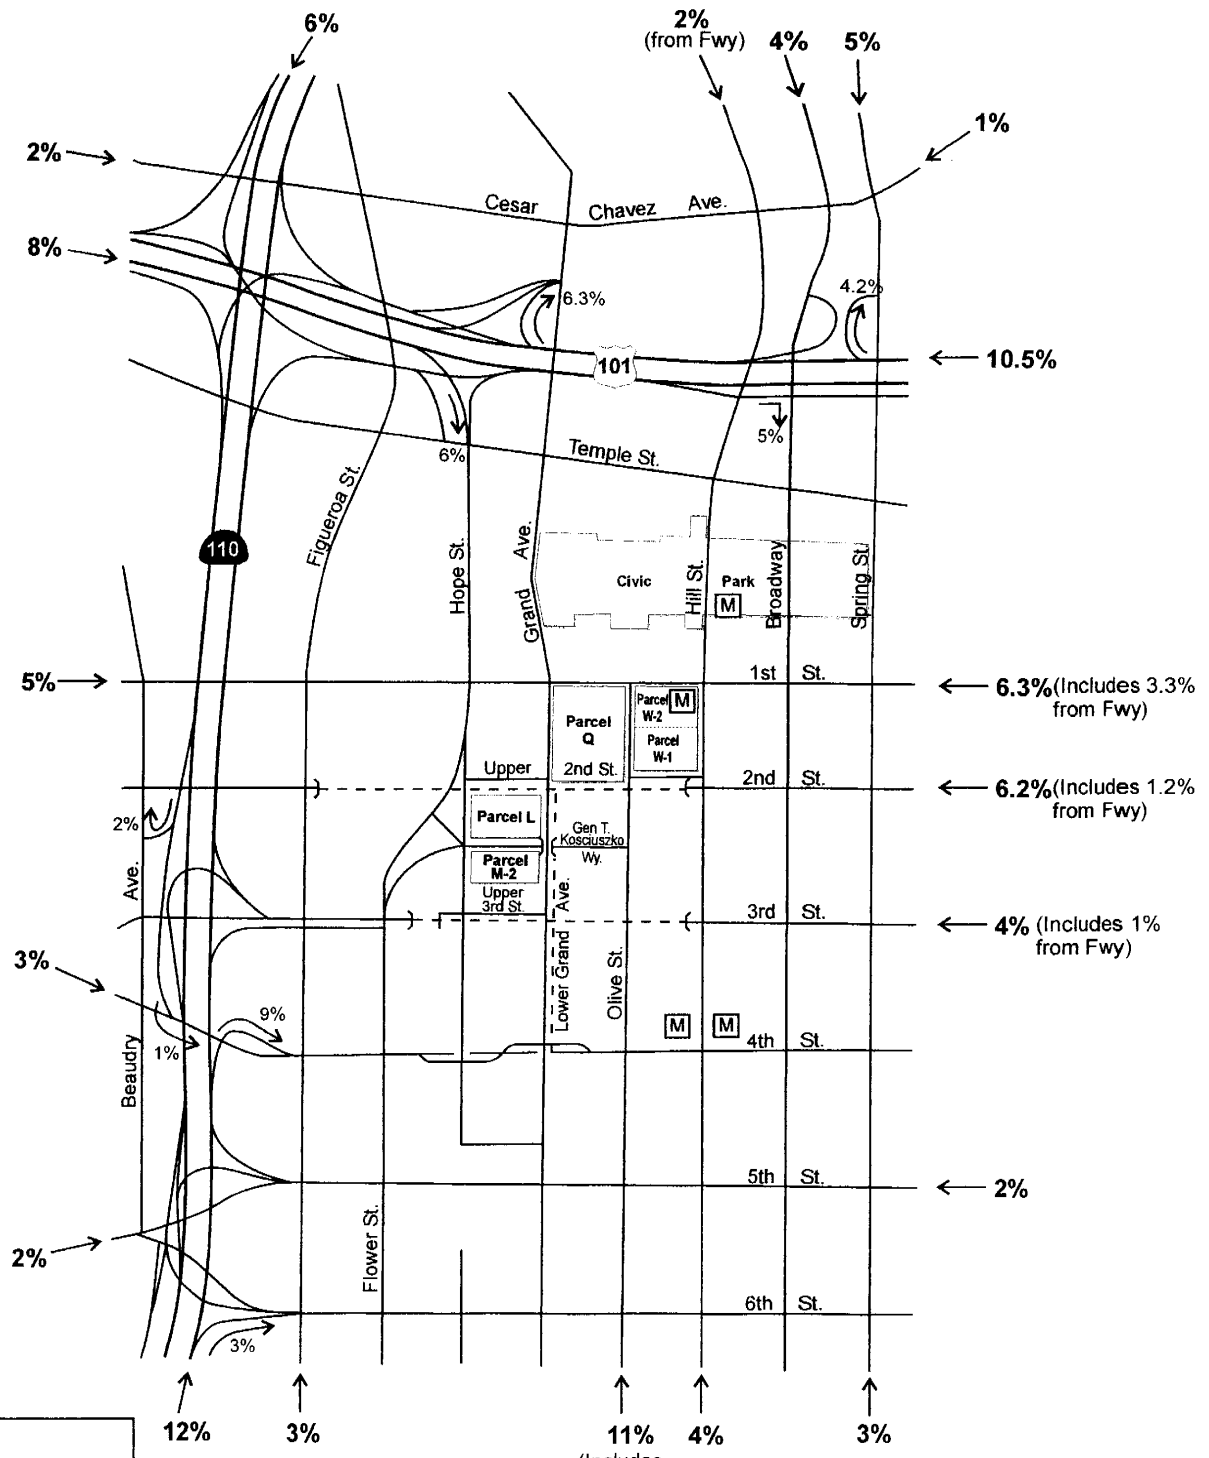 6%
2%
(from Fwy)
4%
5%
1%
2%
Cesar Chavez Ave.
8%
6.3%
4.2%
101
10.5%
5%
6%
Temple St.
110
Figueroa St.
Hope St.
Grand Ave.
Civic
Hill St.
Park
M
Broadway
Spring St.
5%
1st St.
6.3% (Includes 3.3%
from Fwy)
Parcel
Q
Parcel
W-2
M
Parcel
W-1
Upper
2nd St.
2nd St.
6.2% (Includes 1.2%
from Fwy)
2%
Parcel L
Gen T.
Kosciuszko
Wy.
Parcel
M-2
Upper
3rd St.
3rd St.
4% (Includes 1%
from Fwy)
Beaudry Ave.
Lower Grand Ave.
Olive St.
3%
9%
1%
M
M
4th St.
5th St.
2%
2%
Flower St.
6th St.
3%
12%
3%
11%
4%
3%
(Includes